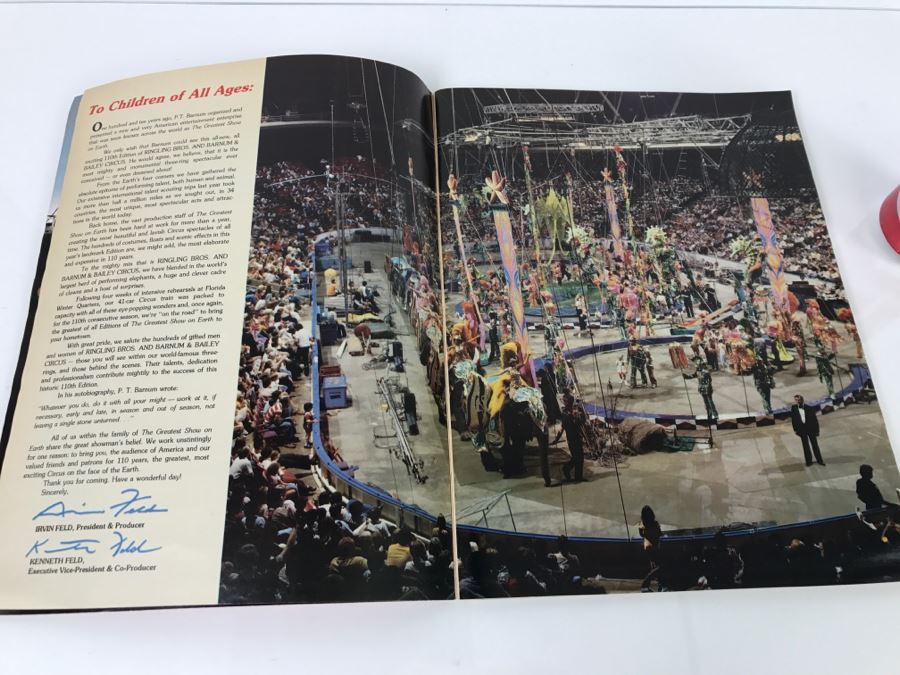 To Children of All Ages:
One hundred and ten years ago, P.T. Barnum organized and
presented a new and very American entertainment enterprise
that was soon known across the world as The Greatest Show
on Earth.
We only wish that Barnum could see this all-new, all
exciting 110th Edition of RINGLING BROS. AND BARNUM &
BAILEY CIRCUS. He would agree, we believe, that it is the
most mighty and monumental three-ring spectacular ever
conceived — or even dreamed about!
From the Earth's four corners we have gathered the
absolute epitome of performing talent, both human and animal.
Our extensive international talent scouting trips last year took
us more than half a million miles as we sought out, in 34
countries, the most unique, most spectacular acts and attrac-
tions in the world today.
Back home, the vast production staff of The Greatest
Show on Earth has been hard at work for more than a year,
creating the most beautiful and lavish Circus spectacles of all
time. The hundreds of costumes, floats and scenic effects in this
year's landmark Edition are, we might add, the most elaborate
and expensive in 110 years.
To the mighty mix that is RINGLING BROS. AND
BARNUM & BAILEY CIRCUS, we have blended in the world's
largest herd of performing elephants, a huge and clever cadre
of clowns and a host of surprises.
Following four weeks of intensive rehearsals at Florida
Winter Quarters, our 41-car Circus train was packed to
capacity with all of these eye-popping wonders and, once again,
for the 110th consecutive season, we're "on the road" to bring
the greatest of all Editions of The Greatest Show on Earth to
your hometown.
With great pride, we salute the hundreds of gifted men
and women of RINGLING BROS. AND BARNUM & BAILEY
CIRCUS — those you will see within our world-famous three-
rings, and those behind the scenes. Their talents, dedication
and professionalism contribute mightily to the success of this
historic 110th Edition.
In his autobiography, P. T. Barnum wrote:
"Whatever you do, do it with all your might — work at it, if
necessary, early and late, in season and out of season, not
leaving a single stone unturned..."
All of us within the family of The Greatest Show on
Earth share the great showman's belief. We work unstintingly
for one reason: to bring you, the audience of America and our
valued friends and patrons for 110 years, the greatest, most
exciting Circus on the face of the Earth.
Thank you for coming. Have a wonderful day!
Sincerely,
Irvin Feld
IRVIN FELD, President & Producer
Kenneth Feld
KENNETH FELD,
Executive Vice-President & Co-Producer